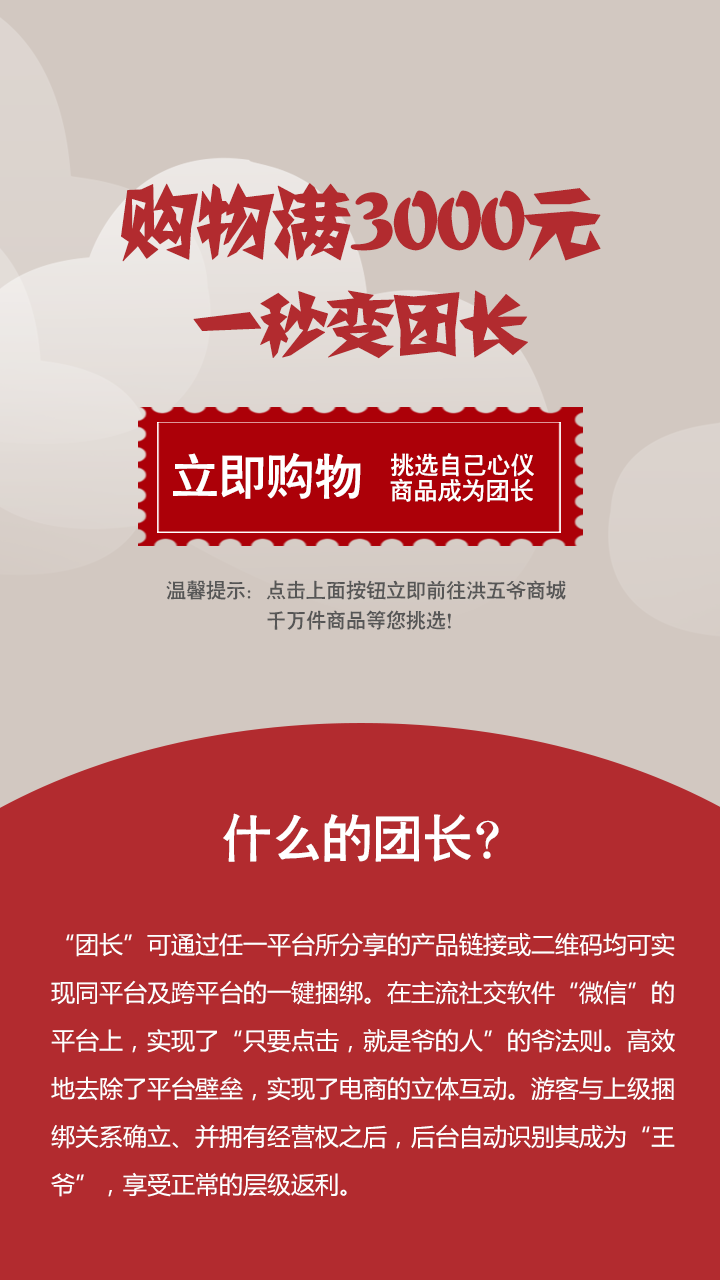 购物满3000元
一秒变团长
立即购物
挑选自己心仪
商品成为团长
温馨提示：点击上面按钮立即前往洪五爷商城
千万件商品等您挑选!
什么的团长?
“团长”可通过任一平台所分享的产品链接或二维码均可实
现同平台及跨平台的一键捆绑。在主流社交软件“微信”的
平台上，实现了“只要点击，就是爷的人”的爷法则。高效
地去除了平台壁垒，实现了电商的立体互动。游客与上级捆
绑关系确立、并拥有经营权之后，后台自动识别其成为“王
爷”，享受正常的层级返利。